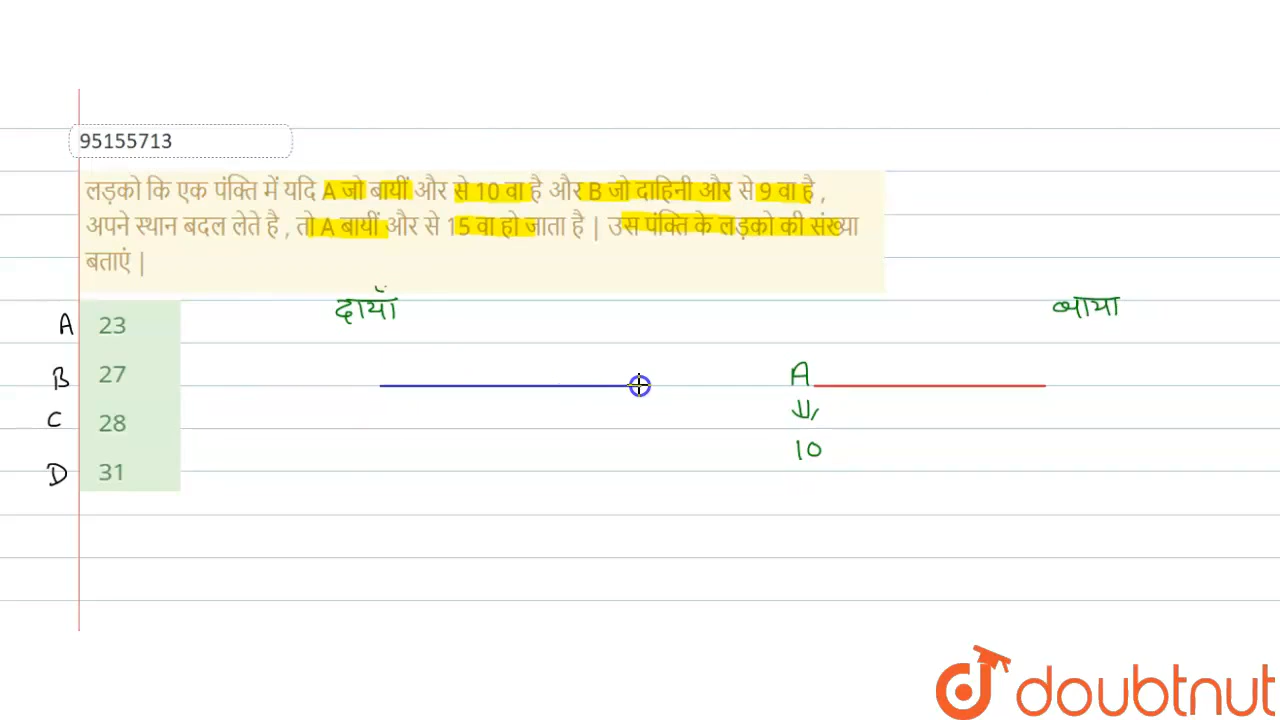 95155713
लड़को कि एक पंक्ति में यदि A जो बायीं और से 10 वा है और B जो दाहिनी और से 9 वा है ,
अपने स्थान बदल लेते है , तो A बायीं और से 15 वा हो जाता है | उस पंक्ति के लड़को की संख्या
बताएं |
दायाँ
बाया
A 23
B 27
C 28
D 31
A
10
doubtnut